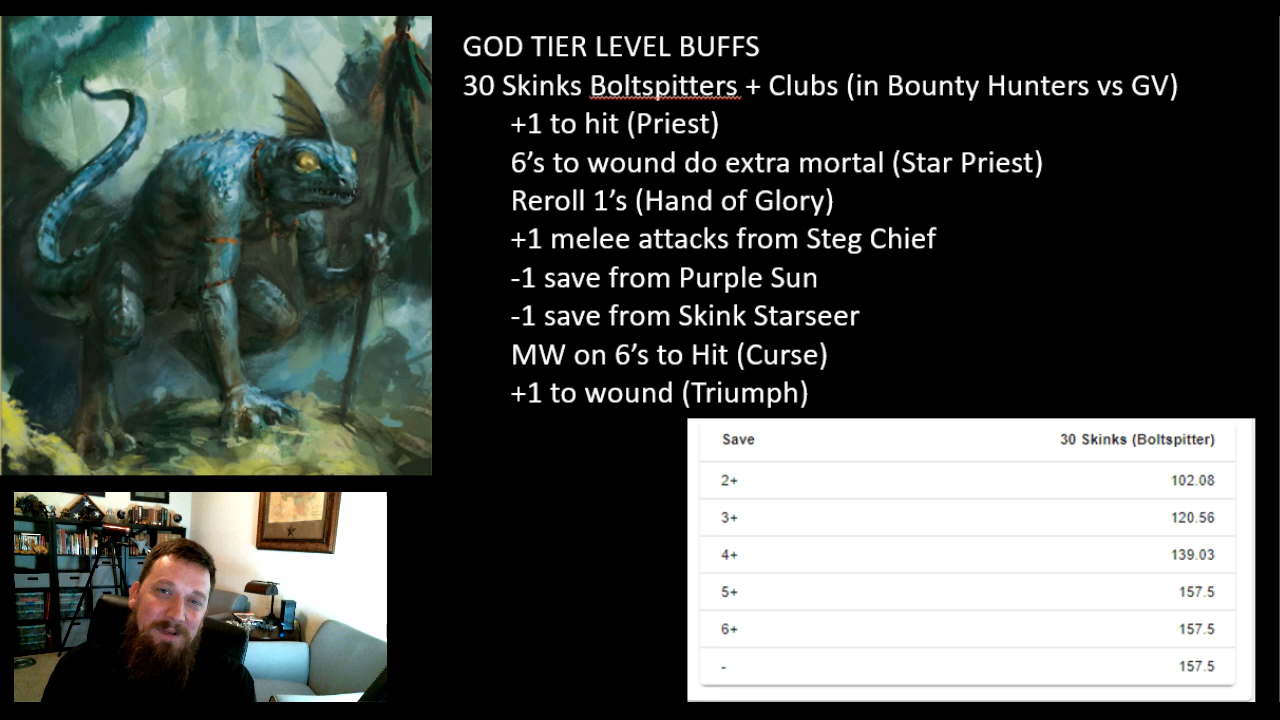 GOD TIER LEVEL BUFFS
30 Skinks Boltspitters + Clubs (in Bounty Hunters vs GV)
+1 to hit (Priest)
6’s to wound do extra mortal (Star Priest)
Reroll 1’s (Hand of Glory)
+1 melee attacks from Steg Chief
-1 save from Purple Sun
-1 save from Skink Starseer
MW on 6’s to Hit (Curse)
+1 to wound (Triumph)
Save 30 Skinks (Boltspitter)
2+ 102.08
3+ 120.56
4+ 139.03
5+ 157.5
6+ 157.5
- 157.5